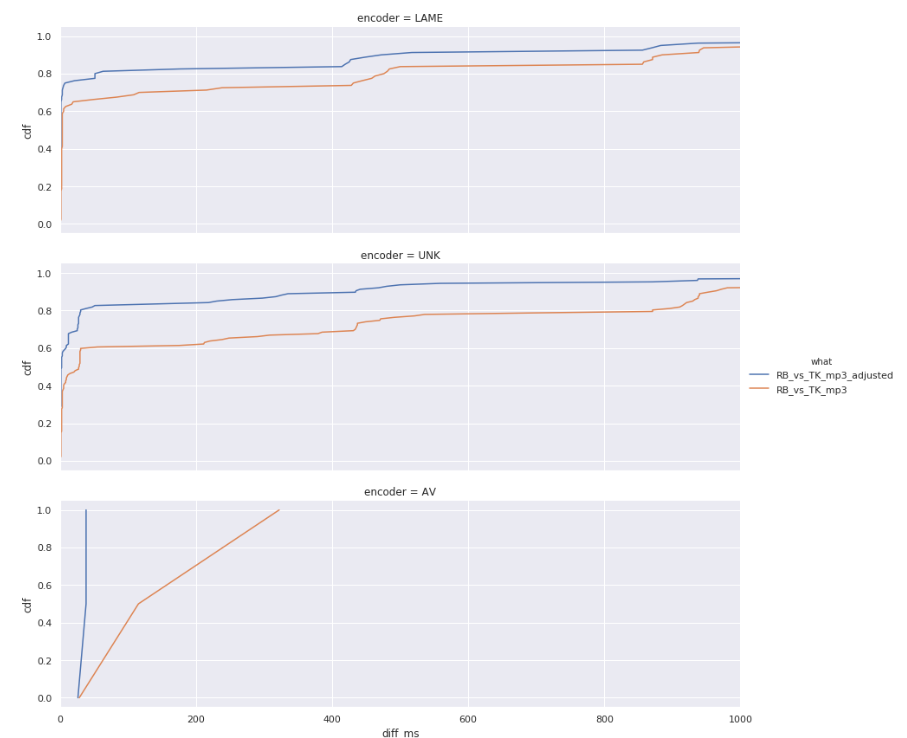 encoder = LAME
1.0
0.8
0.6
0.4
0.2
0.0
cdf
encoder = UNK
1.0
0.8
0.6
0.4
0.2
0.0
cdf
what
RB_vs_TK_mp3_adjusted
RB_vs_TK_mp3
encoder = AV
1.0
0.8
0.6
0.4
0.2
0.0
cdf
0 200 400 600 800 1000
diff_ms